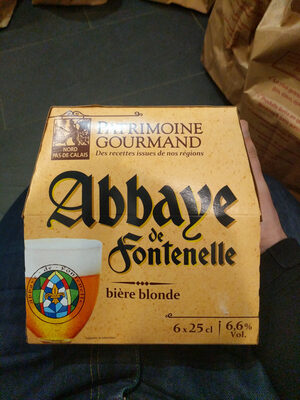 PATRIMOINE
GOURMAND
NORD
PAS-DE-CALAIS
Des recettes issues de nos régions
Abbaye
de
Fontenelle
bière blonde
6 x 25 cl
6,6%
Vol.